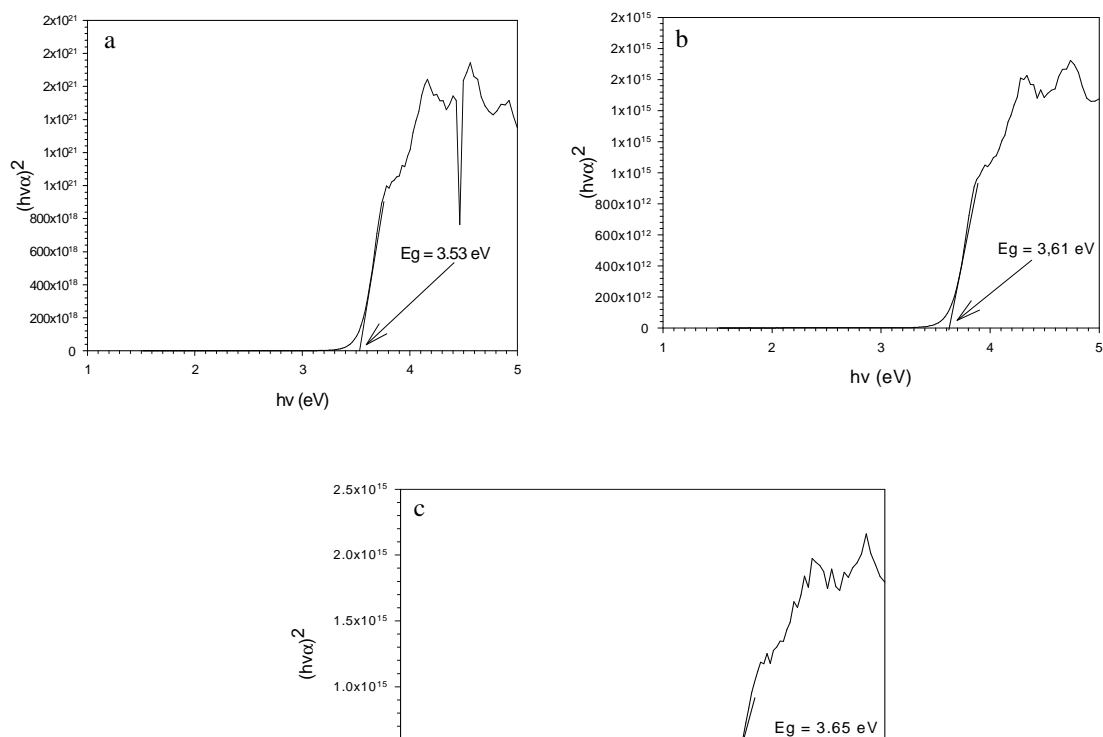 a
2x10²¹
2x10²¹
2x10²¹
1x10²¹
1x10²¹
1x10²¹
800x10¹⁸
600x10¹⁸
400x10¹⁸
200x10¹⁸
0
(hνα)²
Eg = 3.53 eV
1 2 3 4 5
hν (eV)
b
2x10¹⁵
2x10¹⁵
2x10¹⁵
1x10¹⁵
1x10¹⁵
1x10¹⁵
800x10¹²
600x10¹²
400x10¹²
200x10¹²
0
(hνα)²
Eg = 3,61 eV
1 2 3 4 5
hν (eV)
c
2.5x10¹⁵
2.0x10¹⁵
1.5x10¹⁵
1.0x10¹⁵
(hνα)²
Eg = 3.65 eV